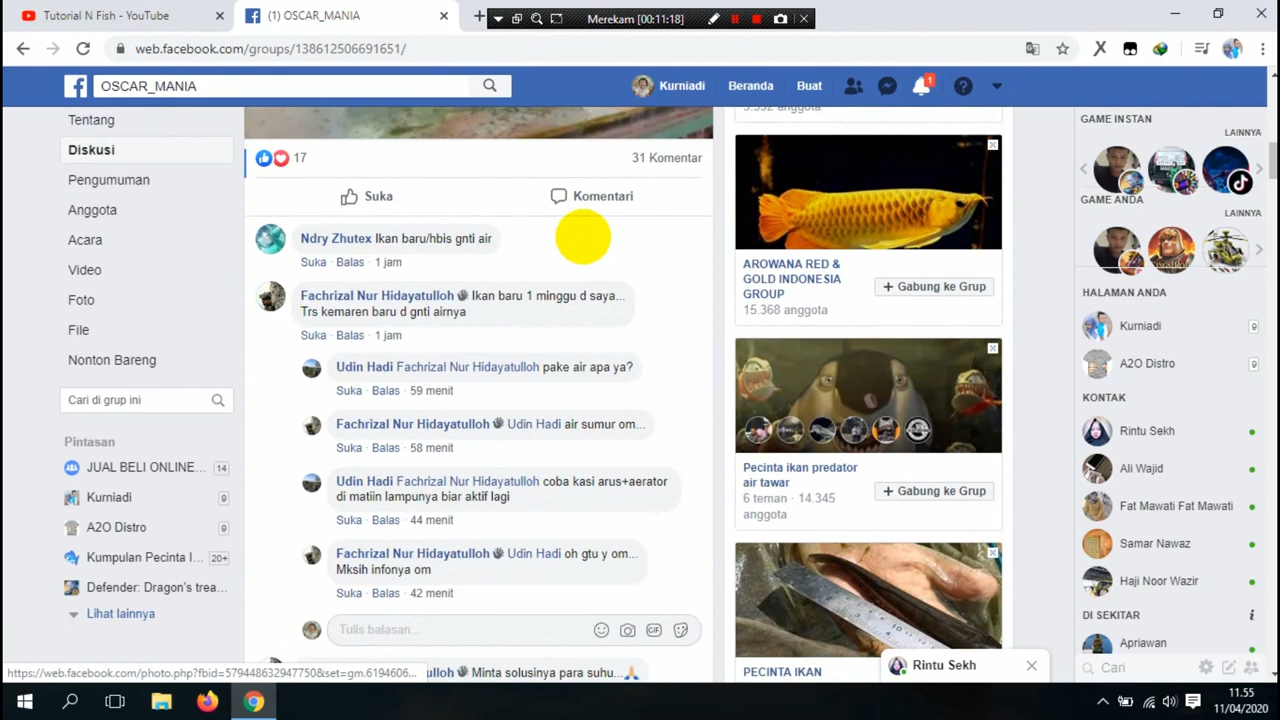 Tutorial N Fish - YouTube
(1) OSCAR_MANIA
Merekam [00:11:18]
web.facebook.com/groups/138612506691651/
OSCAR_MANIA
Kurniadi
Beranda
Buat
1
Tentang
Diskusi
Pengumuman
Anggota
Acara
Video
Foto
File
Nonton Bareng
Cari di grup ini
Pintasan
JUAL BELI ONLINE... 14
Kurniadi 9
A2O Distro 9
Kumpulan Pecinta I... 20+
Defender: Dragon's trea...
Lihat lainnya
17
31 Komentar
Suka
Komentari
Ndry Zhutex Ikan baru/hbis gnti air
Suka · Balas · 1 jam
Fachrizal Nur Hidayatulloh Ikan baru 1 minggu d saya...
Trs kemaren baru d gnti airnya
Suka · Balas · 1 jam
Udin Hadi Fachrizal Nur Hidayatulloh pake air apa ya?
Suka · Balas · 59 menit
Fachrizal Nur Hidayatulloh Udin Hadi air sumur om...
Suka · Balas · 58 menit
Udin Hadi Fachrizal Nur Hidayatulloh coba kasi arus+aerator
di matiin lampunya biar aktif lagi
Suka · Balas · 44 menit
Fachrizal Nur Hidayatulloh Udin Hadi oh gtu y om...
Mksih infonya om
Suka · Balas · 42 menit
Tulis balasan...
GIF
ulloh Minta solusinya para suhu...
https://web.facebook.com/photo.php?fbid=579448632947750&set=gm.6194606...
anggota
AROWANA RED &
GOLD INDONESIA
GROUP
15.368 anggota
+ Gabung ke Grup
Pecinta ikan predator
air tawar
6 teman · 14.345
anggota
+ Gabung ke Grup
PECINTA IKAN
GAME INSTAN
LAINNYA
GAME ANDA
LAINNYA
HALAMAN ANDA
Kurniadi 9
A2O Distro 9
KONTAK
Rintu Sekh
Ali Wajid
Fat Mawati Fat Mawati
Samar Nawaz
Haji Noor Wazir
DI SEKITAR
Apriawan
Rintu Sekh
Cari
11.55
11/04/2020